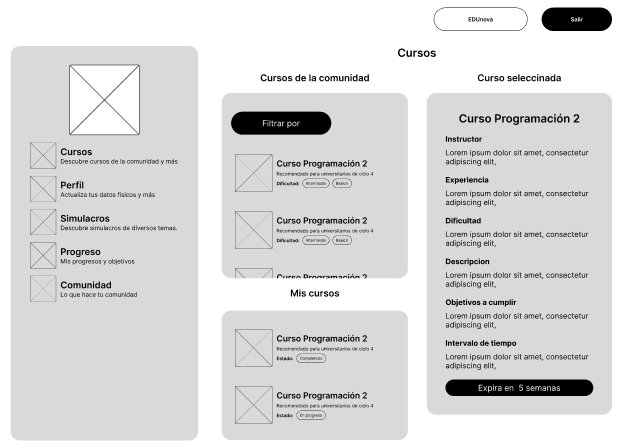 EDUnova
Salir
Cursos
Cursos
Descubre cursos de la comunidad y más
Perfil
Actualiza tus datos fisicos y más
Simulacros
Descubre simulacros de diversos temas.
Progreso
Mis progresos y objetivos
Comunidad
Lo que hace tu comunidad
Cursos de la comunidad
Filtrar por
Curso Programación 2
Recomendado para universitarios de ciclo 4
Dificultad: Intermedio Basico
Curso Programación 2
Recomendado para universitarios de ciclo 4
Dificultad: Intermedio Basico
Curso Programación 2
Mis cursos
Curso Programación 2
Recomendado para universitarios de ciclo 4
Estado: Completado
Curso Programación 2
Recomendado para universitarios de ciclo 4
Estado: En progreso
Curso seleccinada
Curso Programación 2
Instructor
Lorem ipsum dolor sit amet, consectetur
adipiscing elit,
Experiencia
Lorem ipsum dolor sit amet, consectetur
adipiscing elit,
Dificultad
Lorem ipsum dolor sit amet, consectetur
adipiscing elit,
Descripcion
Lorem ipsum dolor sit amet, consectetur
adipiscing elit,
Objetivos a cumplir
Lorem ipsum dolor sit amet, consectetur
adipiscing elit,
Intervalo de tiempo
Lorem ipsum dolor sit amet, consectetur
adipiscing elit,
Expira en 5 semanas